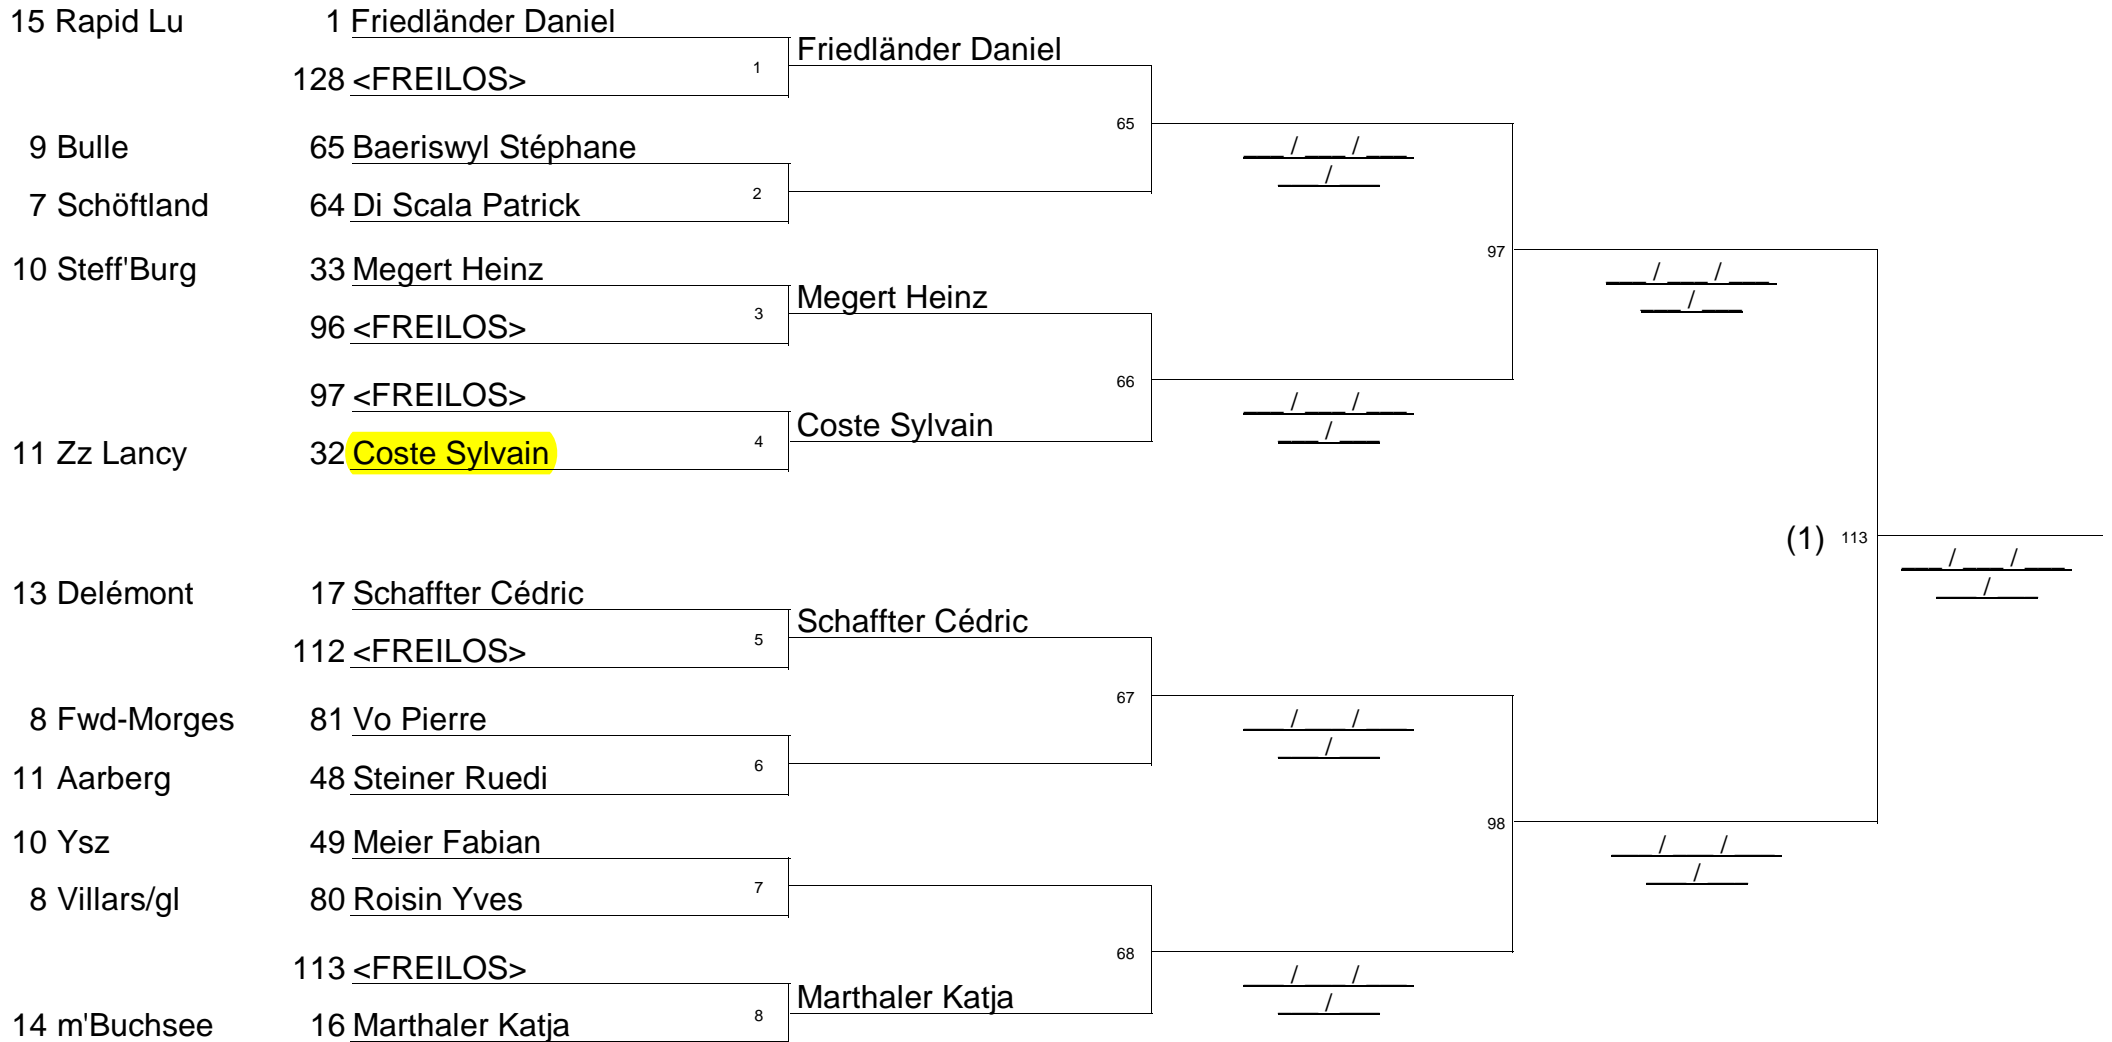 15 Rapid Lu 1 Friedländer Daniel
Friedländer Daniel
128 <FREILOS> 1
65
9 Bulle 65 Baeriswyl Stéphane
___ / ___ / ___
___ / ___
7 Schöftland 64 Di Scala Patrick 2
97
10 Steff'Burg 33 Megert Heinz
___ / ___ / ___
___ / ___
Megert Heinz
96 <FREILOS> 3
66
97 <FREILOS>
___ / ___ / ___
___ / ___
Coste Sylvain
11 Zz Lancy 32 Coste Sylvain 4
(1) 113
___ / ___ / ___
___ / ___
13 Delémont 17 Schaffter Cédric
Schaffter Cédric
112 <FREILOS> 5
67
8 Fwd-Morges 81 Vo Pierre
___ / ___ / ___
___ / ___
11 Aarberg 48 Steiner Ruedi 6
98
10 Ysz 49 Meier Fabian
___ / ___ / ___
___ / ___
8 Villars/gl 80 Roisin Yves 7
68
113 <FREILOS>
___ / ___ / ___
___ / ___
Marthaler Katja
14 m'Buchsee 16 Marthaler Katja 8